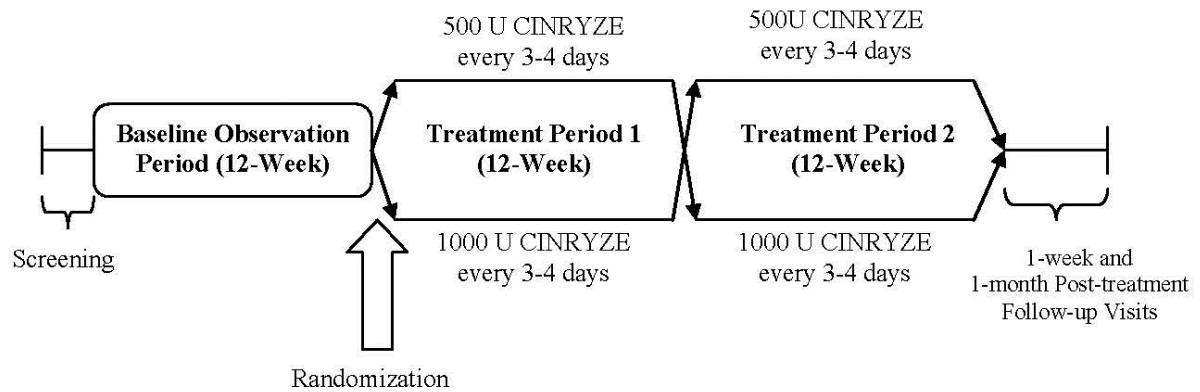 500 U CINRYZE
every 3-4 days
500U CINRYZE
every 3-4 days
Baseline Observation
Period (12-Week)
Treatment Period 1
(12-Week)
Treatment Period 2
(12-Week)
Screening
1000 U CINRYZE
every 3-4 days
1000 U CINRYZE
every 3-4 days
1-week and
1-month Post-treatment
Follow-up Visits
Randomization